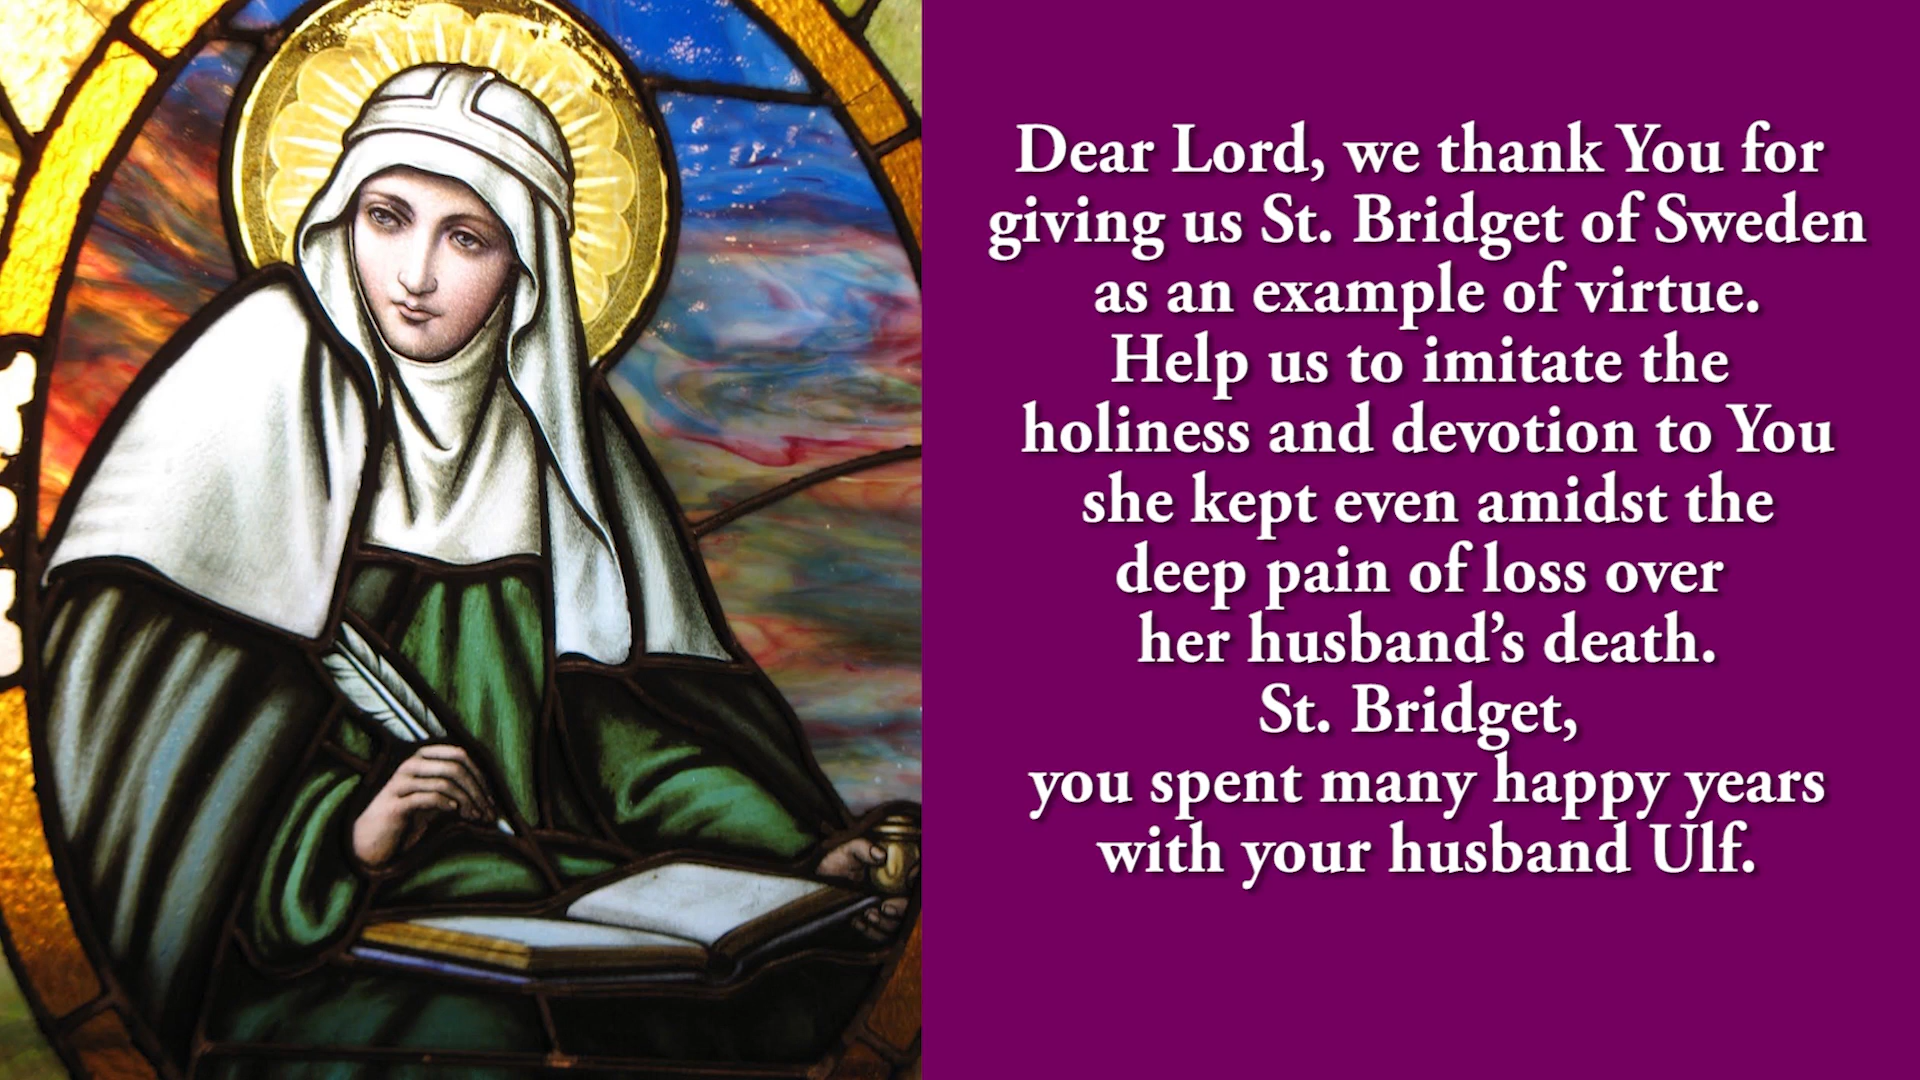 Dear Lord, we thank You for
giving us St. Bridget of Sweden
as an example of virtue.
Help us to imitate the
holiness and devotion to You
she kept even amidst the
deep pain of loss over
her husband’s death.
St. Bridget,
you spent many happy years
with your husband Ulf.